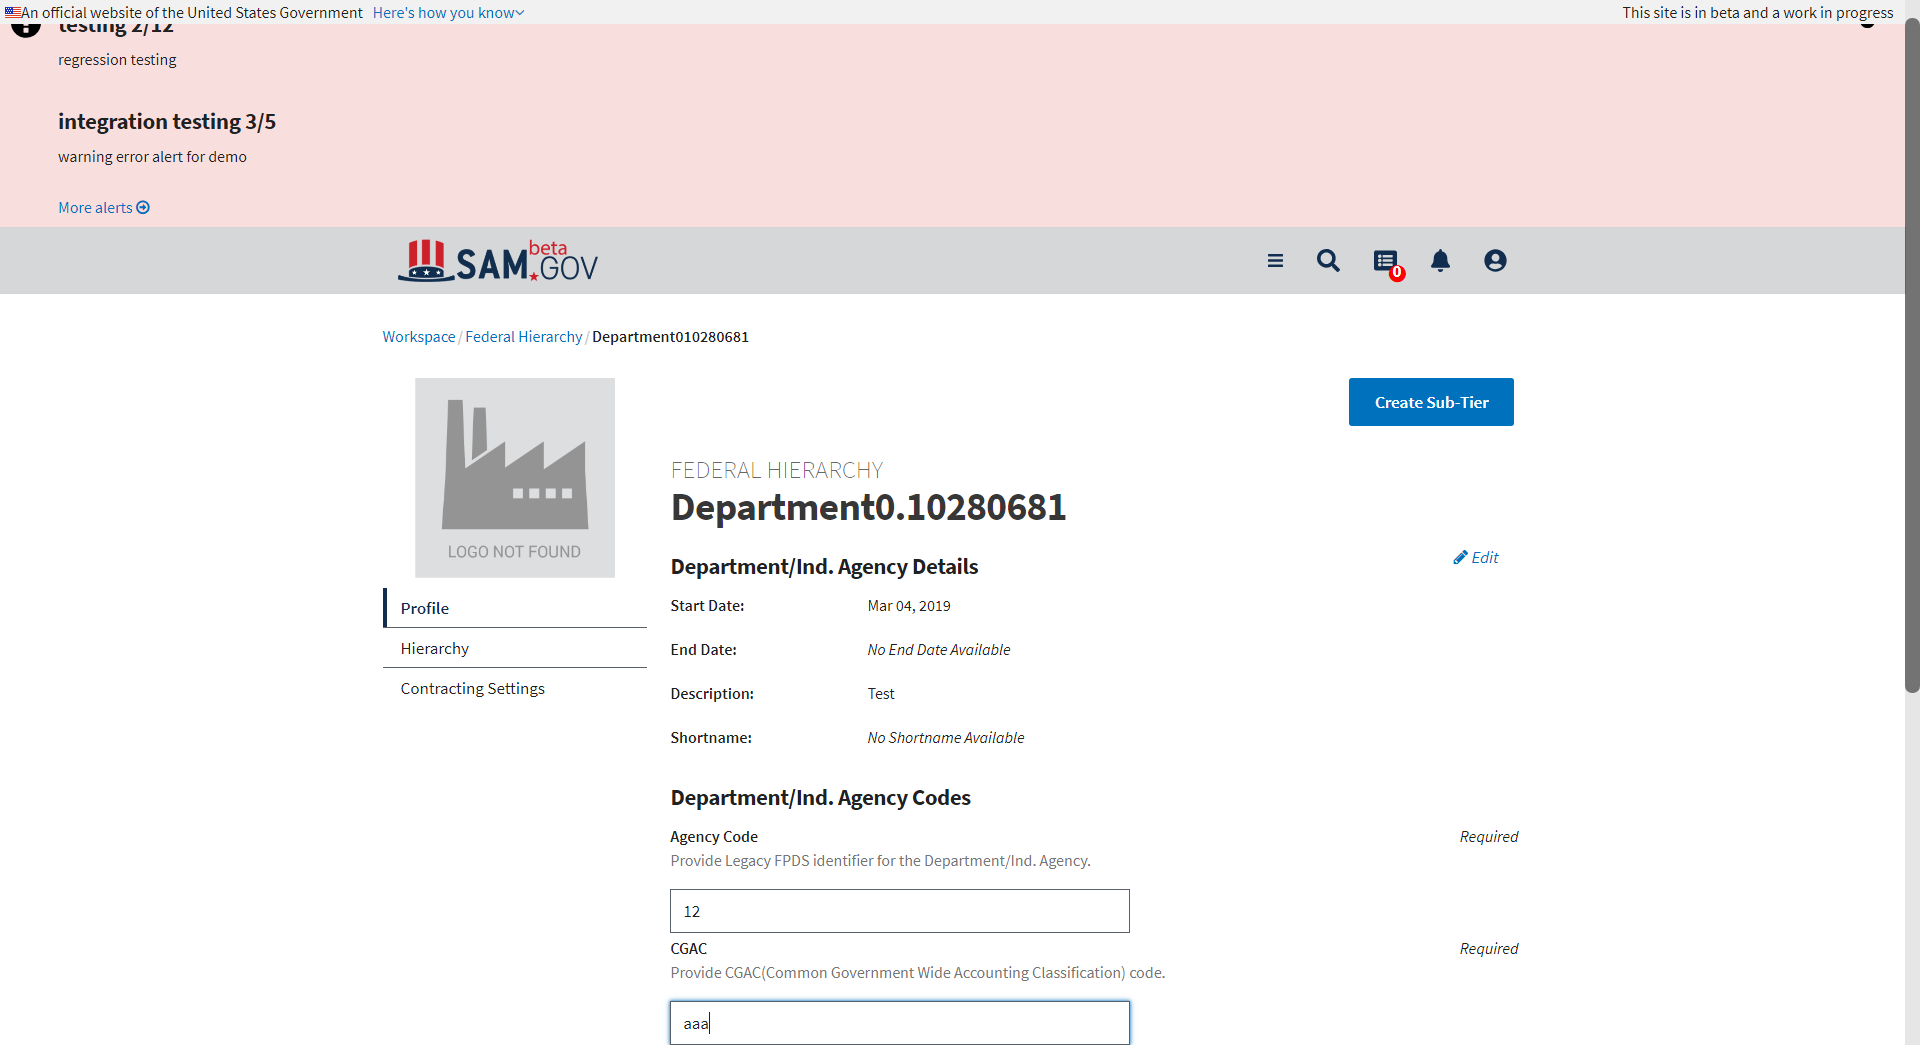 An official website of the United States Government Here's how you know
This site is in beta and a work in progress
testing 2/12
regression testing
integration testing 3/5
warning error alert for demo
More alerts
SAM.GOV beta
0
Workspace / Federal Hierarchy / Department010280681
LOGO NOT FOUND
Create Sub-Tier
Profile
Hierarchy
Contracting Settings
FEDERAL HIERARCHY
Department0.10280681
Department/Ind. Agency Details
Edit
Start Date: Mar 04, 2019
End Date: No End Date Available
Description: Test
Shortname: No Shortname Available
Department/Ind. Agency Codes
Agency Code Required
Provide Legacy FPDS identifier for the Department/Ind. Agency.
12
CGAC Required
Provide CGAC(Common Government Wide Accounting Classification) code.
aaa